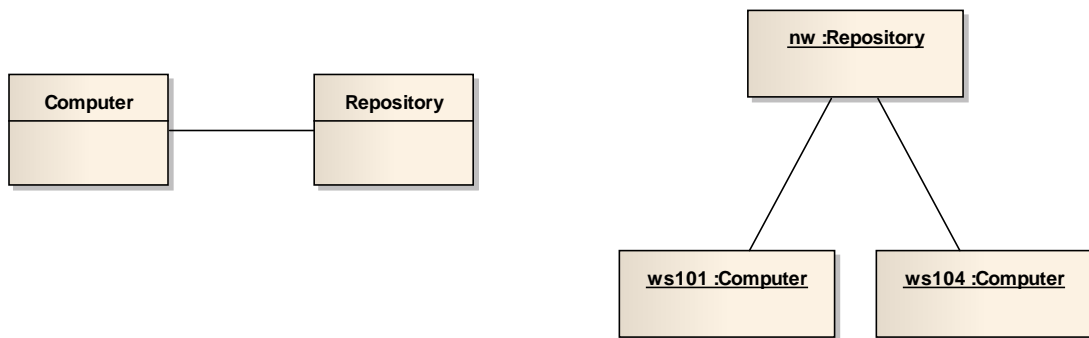 Computer
Repository
nw :Repository
ws101 :Computer
ws104 :Computer